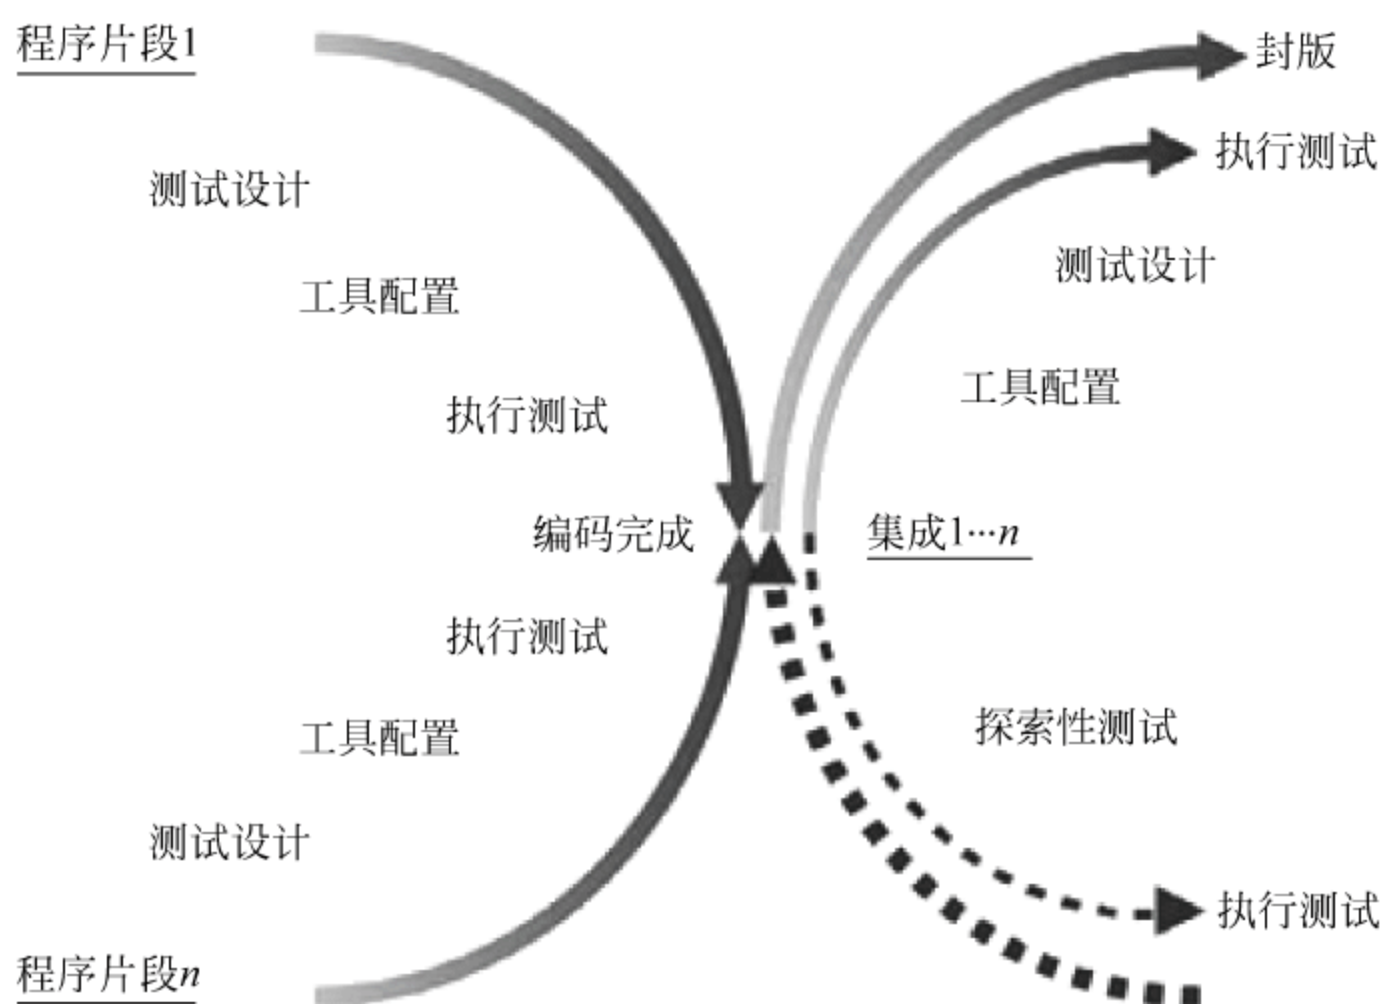 程序片段1
测试设计
工具配置
执行测试
编码完成
执行测试
工具配置
测试设计
程序片段n
封版
执行测试
测试设计
工具配置
集成1…n
探索性测试
执行测试